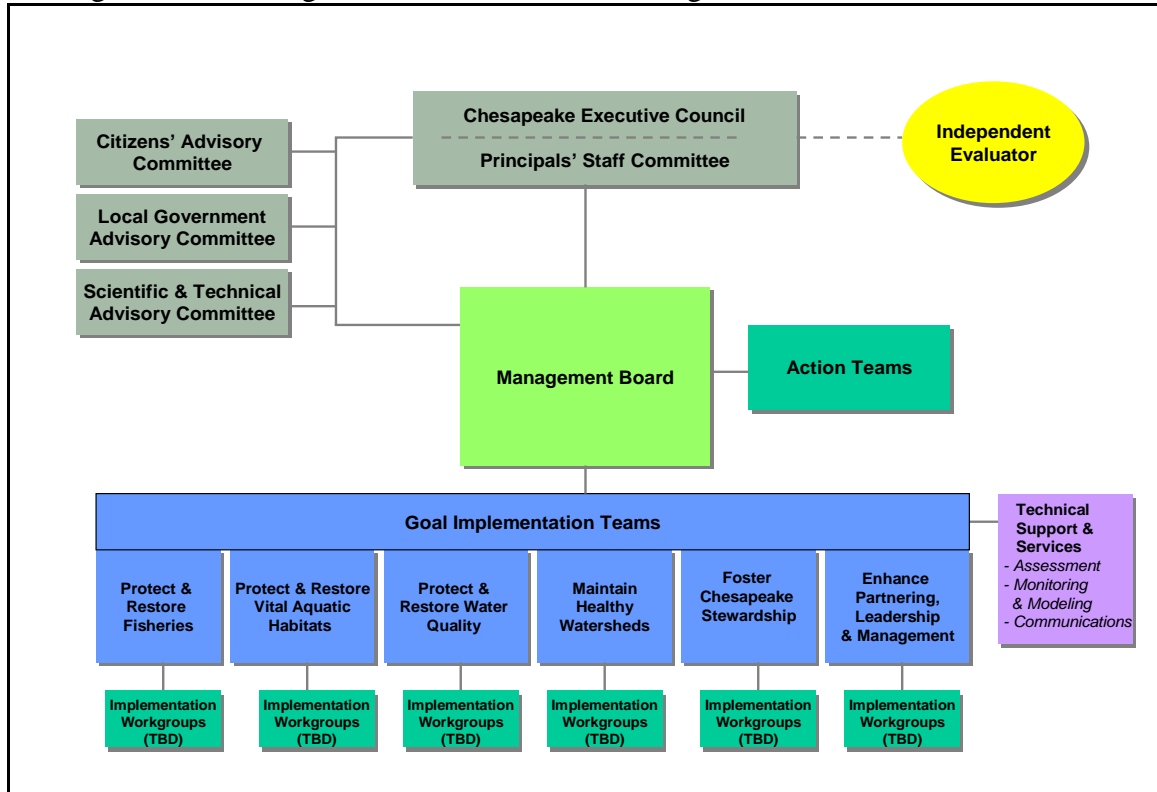 Chesapeake Executive Council
Principals' Staff Committee
Independent
Evaluator
Citizens' Advisory
Committee
Local Government
Advisory Committee
Scientific & Technical
Advisory Committee
Management Board
Action Teams
Goal Implementation Teams
Technical
Support &
Services
- Assessment
- Monitoring
& Modeling
- Communications
Protect &
Restore
Fisheries
Protect & Restore
Vital Aquatic
Habitats
Protect &
Restore Water
Quality
Maintain
Healthy
Watersheds
Foster
Chesapeake
Stewardship
Enhance
Partnering,
Leadership
& Management
Implementation
Workgroups
(TBD)
Implementation
Workgroups
(TBD)
Implementation
Workgroups
(TBD)
Implementation
Workgroups
(TBD)
Implementation
Workgroups
(TBD)
Implementation
Workgroups
(TBD)